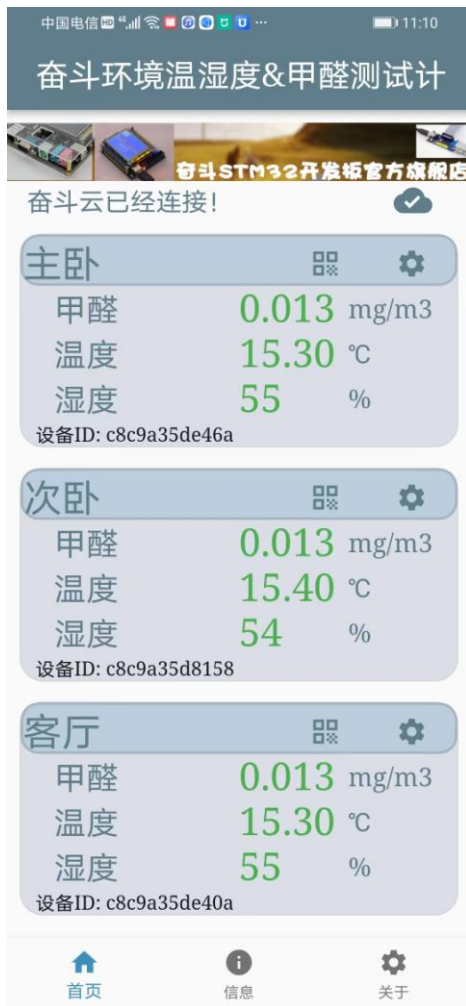 中国电信 HD 4G 11:10
奋斗环境温湿度&甲醛测试计
奋斗STM32开发板官方旗舰店
奋斗云已经连接!
主卧
甲醛 0.013 mg/m3
温度 15.30 ℃
湿度 55 %
设备ID: c8c9a35de46a
次卧
甲醛 0.013 mg/m3
温度 15.40 ℃
湿度 54 %
设备ID: c8c9a35d8158
客厅
甲醛 0.013 mg/m3
温度 15.30 ℃
湿度 55 %
设备ID: c8c9a35de40a
首页 信息 关于